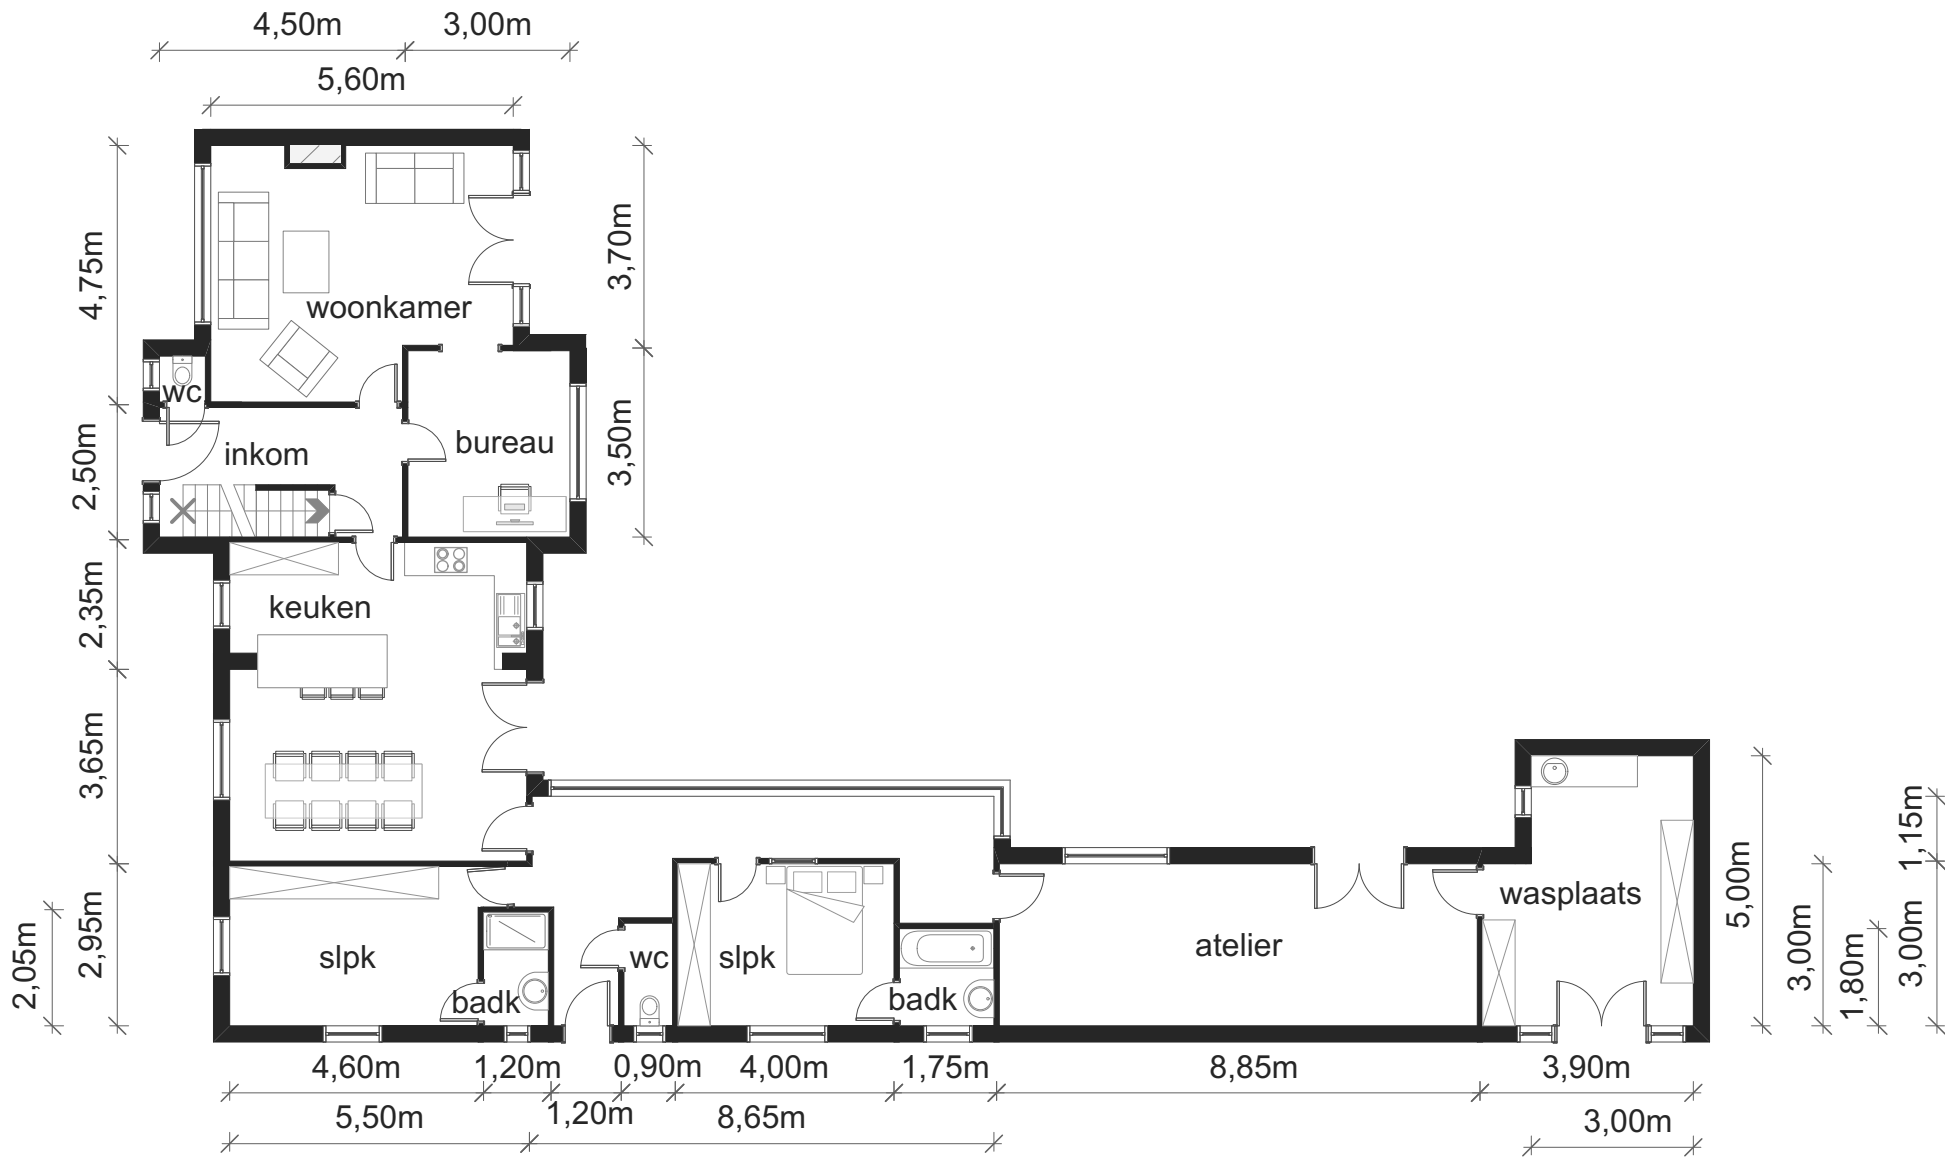 4,50m 3,00m
5,60m
4,75m
3,70m
woonkamer
wc
inkom
bureau
2,50m
3,50m
2,35m
keuken
3,65m
1,15m
5,00m
wasplaats
2,95m
2,05m
slpk
badk
wc
slpk
badk
atelier
3,00m
1,80m
3,00m
4,60m 1,20m 0,90m 4,00m 1,75m 8,85m 3,90m
5,50m 1,20m 8,65m 3,00m